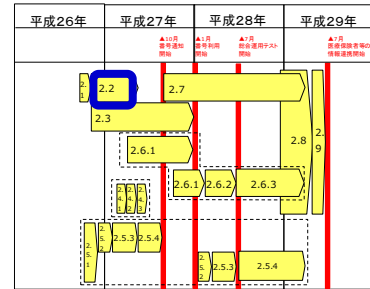 平成26年 平成27年 平成28年 平成29年
▲10月
番号通知
開始
▲1月
番号利用
開始
▲7月
総合運用テスト
開始
▲7月
医療保険者等の
情報連携開始
2.1
2.2
2.7
2.3
2.8
2.9
2.6.1
2.6.1 2.6.2 2.6.3
2.4.1 2.4.2 2.4.3
2.5.1 2.5.2 2.5.3 2.5.4
2.5.2 2.5.3 2.5.4